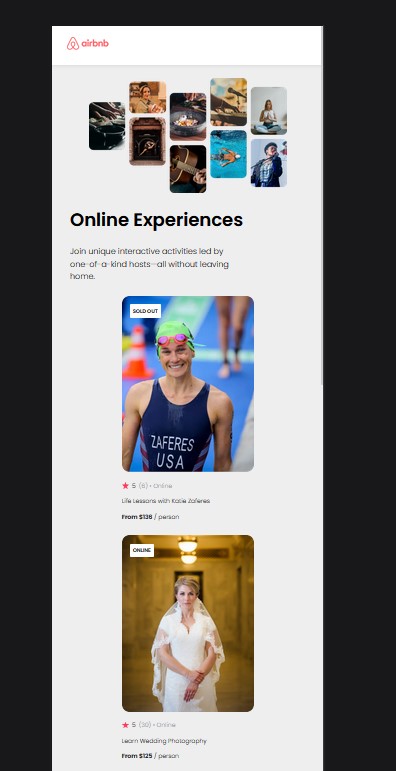 airbnb
Online Experiences
Join unique interactive activities led by
one-of-a-kind hosts—all without leaving
home.
SOLD OUT
ZAFERES
USA
5 (6) • Online
Life Lessons with Katie Zaferes
From $136 / person
ONLINE
5 (30) • Online
Learn Wedding Photography
From $125 / person